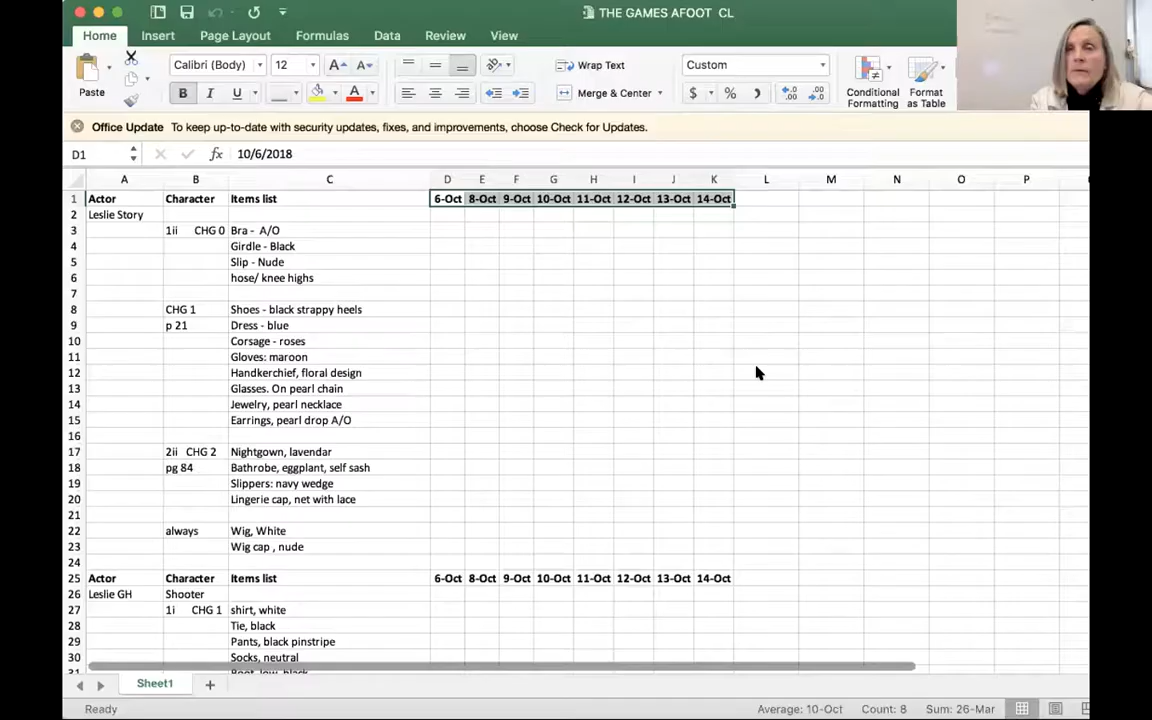 THE GAMES AFOOT CL
Home Insert Page Layout Formulas Data Review View
Paste
Calibri (Body) 12
Wrap Text
Custom
B I U
Merge & Center
$ %
Conditional Formatting
Format as Table
Office Update To keep up-to-date with security updates, fixes, and improvements, choose Check for Updates.
D1 fx 10/6/2018
A B C D E F G H I J K L M N O P
1 Actor Character Items list 6-Oct 8-Oct 9-Oct 10-Oct 11-Oct 12-Oct 13-Oct 14-Oct
2 Leslie Story
3 1ii CHG 0 Bra - A/O
4 Girdle - Black
5 Slip - Nude
6 hose/ knee highs
7
8 CHG 1 Shoes - black strappy heels
9 p 21 Dress - blue
10 Corsage - roses
11 Gloves: maroon
12 Handkerchief, floral design
13 Glasses. On pearl chain
14 Jewelry, pearl necklace
15 Earrings, pearl drop A/O
16
17 2ii CHG 2 Nightgown, lavendar
18 pg 84 Bathrobe, eggplant, self sash
19 Slippers: navy wedge
20 Lingerie cap, net with lace
21
22 always Wig, White
23 Wig cap , nude
24
25 Actor Character Items list 6-Oct 8-Oct 9-Oct 10-Oct 11-Oct 12-Oct 13-Oct 14-Oct
26 Leslie GH Shooter
27 1i CHG 1 shirt, white
28 Tie, black
29 Pants, black pinstripe
30 Socks, neutral
31 Boot, low, black
Sheet1
Ready Average: 10-Oct Count: 8 Sum: 26-Mar